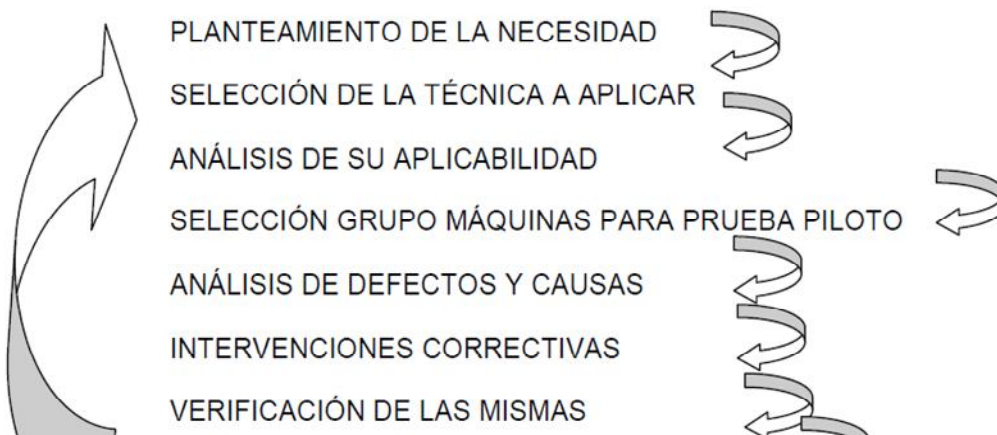 PLANTEAMIENTO DE LA NECESIDAD
SELECCIÓN DE LA TÉCNICA A APLICAR
ANÁLISIS DE SU APLICABILIDAD
SELECCIÓN GRUPO MÁQUINAS PARA PRUEBA PILOTO
ANÁLISIS DE DEFECTOS Y CAUSAS
INTERVENCIONES CORRECTIVAS
VERIFICACIÓN DE LAS MISMAS